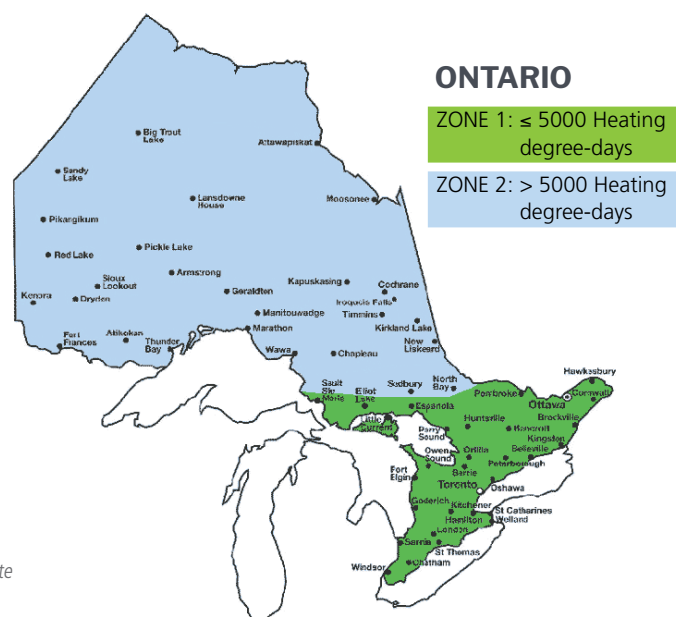 ONTARIO
ZONE 1: ≤ 5000 Heating
degree-days
ZONE 2: > 5000 Heating
degree-days
Big Trout
Lake
Attawapiskat
Sandy
Lake
Lansdowne
House
Moosonee
Pikangikum
Pickle Lake
Red Lake
Armstrong
Sioux
Lookout
Kapuskasing
Cochrane
Geraldton
Iroquois Falls
Kenora
Dryden
Manitouwadge
Timmins
Kirkland Lake
Marathon
Fort
Frances
Atikokan
Thunder
Bay
New
Liskeard
Wawa
Chapleau
Hawkesbury
Sault
Ste
Marie
Elliot
Lake
Sudbury
North
Bay
Pembroke
Ottawa
Cornwall
Espanola
Little
Current
Parry
Sound
Huntsville
Bancroft
Brockville
Kingston
Owen
Sound
Orillia
Belleville
Barrie
Peterborough
Fort
Elgin
Toronto
Oshawa
Goderich
Kitchener
Hamilton
St Catharines
Welland
London
Sarnia
St Thomas
Windsor
Chatham
te